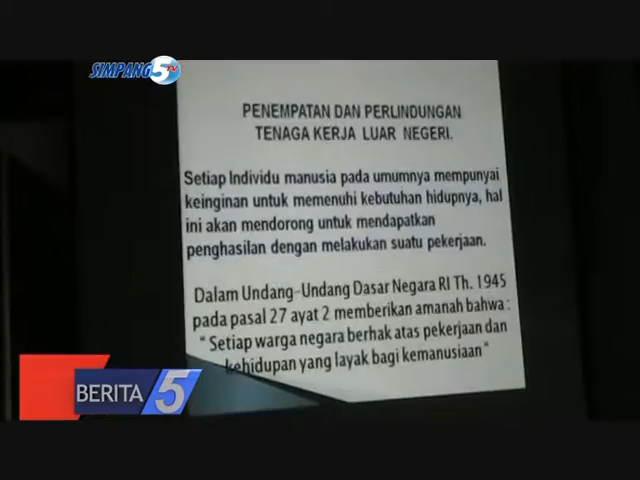 SIMPANG5 TV
PENEMPATAN DAN PERLINDUNGAN
TENAGA KERJA LUAR NEGERI.
Setiap Individu manusia pada umumnya mempunyai
keinginan untuk memenuhi kebutuhan hidupnya, hal
ini akan mendorong untuk mendapatkan
penghasilan dengan melakukan suatu pekerjaan.
Dalam Undang-Undang Dasar Negara RI Th. 1945
pada pasal 27 ayat 2 memberikan amanah bahwa :
" Setiap warga negara berhak atas pekerjaan dan
kehidupan yang layak bagi kemanusiaan"
BERITA 5